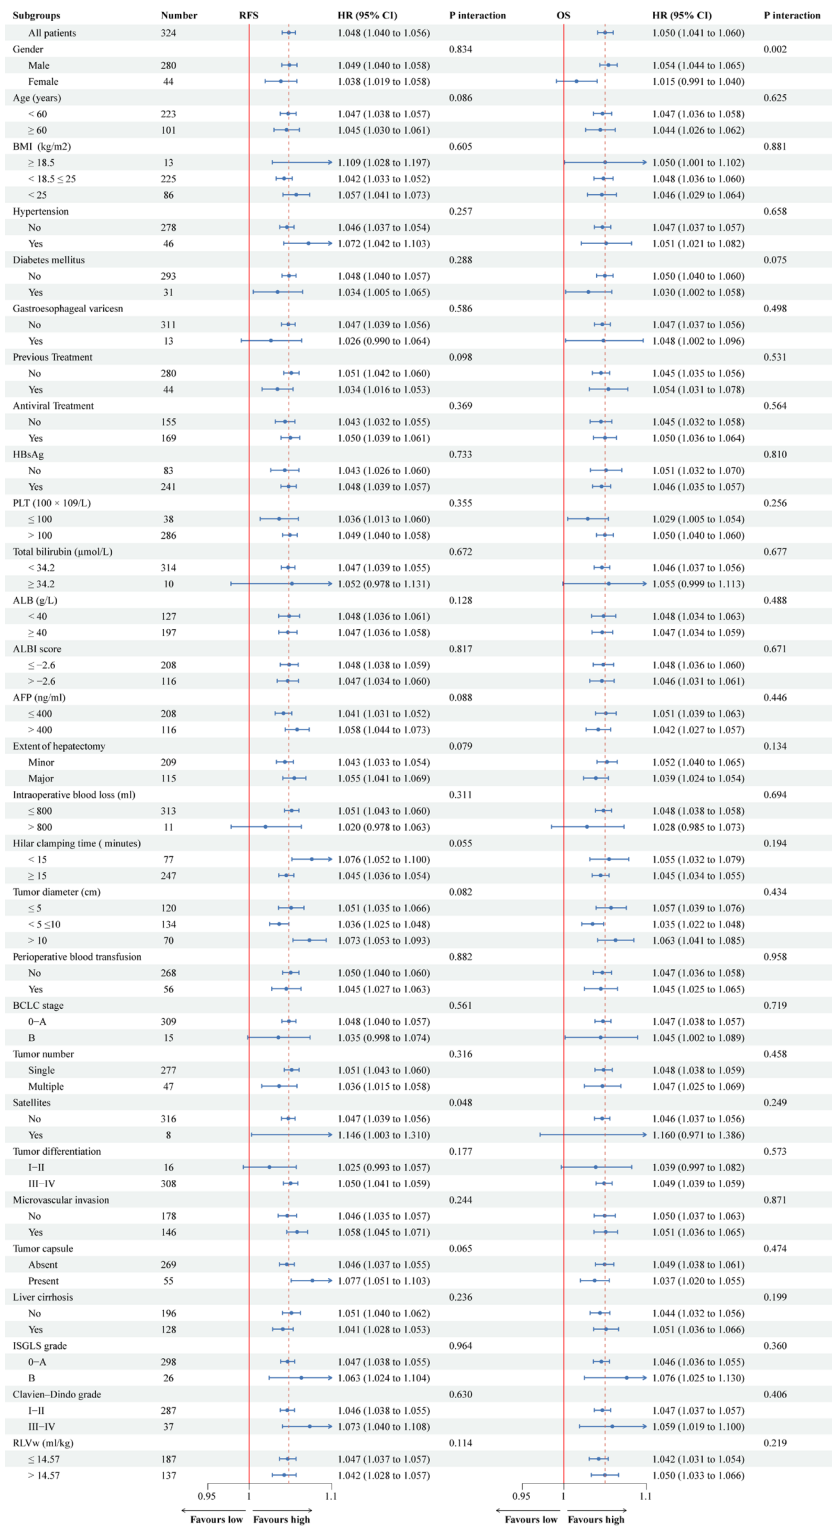 Subgroups Number RFS HR (95% CI) P interaction OS HR (95% CI) P interaction
All patients 324 1.048 (1.040 to 1.056) 1.050 (1.041 to 1.060)
Gender 0.834 0.002
Male 280 1.049 (1.040 to 1.058) 1.054 (1.044 to 1.065)
Female 44 1.038 (1.019 to 1.058) 1.015 (0.991 to 1.040)
Age (years) 0.086 0.625
< 60 223 1.047 (1.038 to 1.057) 1.047 (1.036 to 1.058)
≥ 60 101 1.045 (1.030 to 1.061) 1.044 (1.026 to 1.062)
BMI (kg/m2) 0.605 0.881
≥ 18.5 13 1.109 (1.028 to 1.197) 1.050 (1.001 to 1.102)
< 18.5 ≤ 25 225 1.042 (1.033 to 1.052) 1.048 (1.036 to 1.060)
< 25 86 1.057 (1.041 to 1.073) 1.046 (1.029 to 1.064)
Hypertension 0.257 0.658
No 278 1.046 (1.037 to 1.054) 1.047 (1.037 to 1.057)
Yes 46 1.072 (1.042 to 1.103) 1.051 (1.021 to 1.082)
Diabetes mellitus 0.288 0.075
No 293 1.048 (1.040 to 1.057) 1.050 (1.040 to 1.060)
Yes 31 1.034 (1.005 to 1.065) 1.030 (1.002 to 1.058)
Gastroesophageal varicesn 0.586 0.498
No 311 1.047 (1.039 to 1.056) 1.047 (1.037 to 1.056)
Yes 13 1.026 (0.990 to 1.064) 1.048 (1.002 to 1.096)
Previous Treatment 0.098 0.531
No 280 1.051 (1.042 to 1.060) 1.045 (1.035 to 1.056)
Yes 44 1.034 (1.016 to 1.053) 1.054 (1.031 to 1.078)
Antiviral Treatment 0.369 0.564
No 155 1.043 (1.032 to 1.055) 1.045 (1.032 to 1.058)
Yes 169 1.050 (1.039 to 1.061) 1.050 (1.036 to 1.064)
HBsAg 0.733 0.810
No 83 1.043 (1.026 to 1.060) 1.051 (1.032 to 1.070)
Yes 241 1.048 (1.039 to 1.057) 1.046 (1.035 to 1.057)
PLT (100 × 109/L) 0.355 0.256
≤ 100 38 1.036 (1.013 to 1.060) 1.029 (1.005 to 1.054)
> 100 286 1.049 (1.040 to 1.058) 1.050 (1.040 to 1.060)
Total bilirubin (μmol/L) 0.672 0.677
< 34.2 314 1.047 (1.039 to 1.055) 1.046 (1.037 to 1.056)
≥ 34.2 10 1.052 (0.978 to 1.131) 1.055 (0.999 to 1.113)
ALB (g/L) 0.128 0.488
< 40 127 1.048 (1.036 to 1.061) 1.048 (1.034 to 1.063)
≥ 40 197 1.047 (1.036 to 1.058) 1.047 (1.034 to 1.059)
ALBI score 0.817 0.671
≤ −2.6 208 1.048 (1.038 to 1.059) 1.048 (1.036 to 1.060)
> −2.6 116 1.047 (1.034 to 1.060) 1.046 (1.031 to 1.061)
AFP (ng/ml) 0.088 0.446
≤ 400 208 1.041 (1.031 to 1.052) 1.051 (1.039 to 1.063)
> 400 116 1.058 (1.044 to 1.073) 1.042 (1.027 to 1.057)
Extent of hepatectomy 0.079 0.134
Minor 209 1.043 (1.033 to 1.054) 1.052 (1.040 to 1.065)
Major 115 1.055 (1.041 to 1.069) 1.039 (1.024 to 1.054)
Intraoperative blood loss (ml) 0.311 0.694
≤ 800 313 1.051 (1.043 to 1.060) 1.048 (1.038 to 1.058)
> 800 11 1.020 (0.978 to 1.063) 1.028 (0.985 to 1.073)
Hilar clamping time ( minutes) 0.055 0.194
< 15 77 1.076 (1.052 to 1.100) 1.055 (1.032 to 1.079)
≥ 15 247 1.045 (1.036 to 1.054) 1.045 (1.034 to 1.055)
Tumor diameter (cm) 0.082 0.434
≤ 5 120 1.051 (1.035 to 1.066) 1.057 (1.039 to 1.076)
< 5 ≤10 134 1.036 (1.025 to 1.048) 1.035 (1.022 to 1.048)
> 10 70 1.073 (1.053 to 1.093) 1.063 (1.041 to 1.085)
Perioperative blood transfusion 0.882 0.958
No 268 1.050 (1.040 to 1.060) 1.047 (1.036 to 1.058)
Yes 56 1.045 (1.027 to 1.063) 1.045 (1.025 to 1.065)
BCLC stage 0.561 0.719
0−A 309 1.048 (1.040 to 1.057) 1.047 (1.038 to 1.057)
B 15 1.035 (0.998 to 1.074) 1.045 (1.002 to 1.089)
Tumor number 0.316 0.458
Single 277 1.051 (1.043 to 1.060) 1.048 (1.038 to 1.059)
Multiple 47 1.036 (1.015 to 1.058) 1.047 (1.025 to 1.069)
Satellites 0.048 0.249
No 316 1.047 (1.039 to 1.056) 1.046 (1.037 to 1.056)
Yes 8 1.146 (1.003 to 1.310) 1.160 (0.971 to 1.386)
Tumor differentiation 0.177 0.573
I−II 16 1.025 (0.993 to 1.057) 1.039 (0.997 to 1.082)
III−IV 308 1.050 (1.041 to 1.059) 1.049 (1.039 to 1.059)
Microvascular invasion 0.244 0.871
No 178 1.046 (1.035 to 1.057) 1.050 (1.037 to 1.063)
Yes 146 1.058 (1.045 to 1.071) 1.051 (1.036 to 1.065)
Tumor capsule 0.065 0.474
Absent 269 1.046 (1.037 to 1.055) 1.049 (1.038 to 1.061)
Present 55 1.077 (1.051 to 1.103) 1.037 (1.020 to 1.055)
Liver cirrhosis 0.236 0.199
No 196 1.051 (1.040 to 1.062) 1.044 (1.032 to 1.056)
Yes 128 1.041 (1.028 to 1.053) 1.051 (1.036 to 1.066)
ISGLS grade 0.964 0.360
0−A 298 1.047 (1.038 to 1.055) 1.046 (1.036 to 1.055)
B 26 1.063 (1.024 to 1.104) 1.076 (1.025 to 1.130)
Clavien–Dindo grade 0.630 0.406
I−II 287 1.046 (1.038 to 1.055) 1.047 (1.037 to 1.057)
III−IV 37 1.073 (1.040 to 1.108) 1.059 (1.019 to 1.100)
RLVw (ml/kg) 0.114 0.219
≤ 14.57 187 1.047 (1.037 to 1.057) 1.042 (1.031 to 1.054)
> 14.57 137 1.042 (1.028 to 1.057) 1.050 (1.033 to 1.066)
0.95 1 1.1 0.95 1 1.1
Favours low Favours high Favours low Favours high